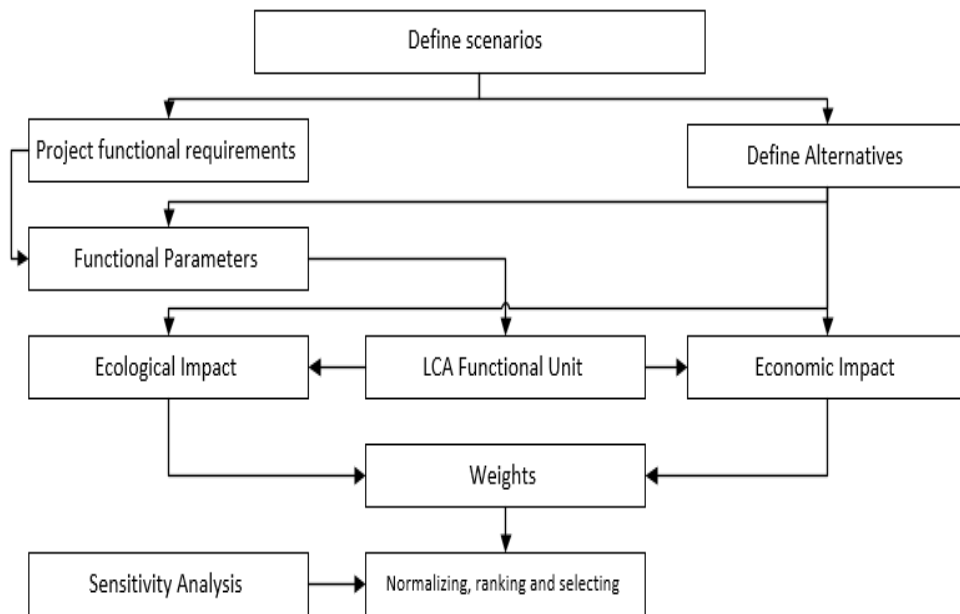 Define scenarios
Project functional requirements
Define Alternatives
Functional Parameters
Ecological Impact
LCA Functional Unit
Economic Impact
Weights
Sensitivity Analysis
Normalizing, ranking and selecting